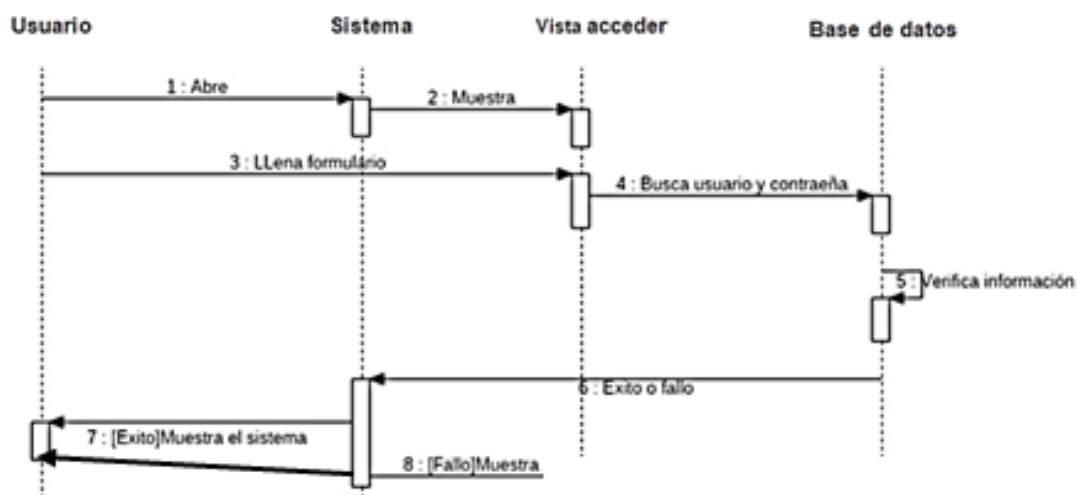 Usuario
Sistema
Vista acceder
Base de datos
1 : Abre
2 : Muestra
3 : LLena formulário
4 : Busca usuario y contraeña
5 : Verifica información
6 : Exito o fallo
7 : [Exito]Muestra el sistema
8 : [Fallo]Muestra